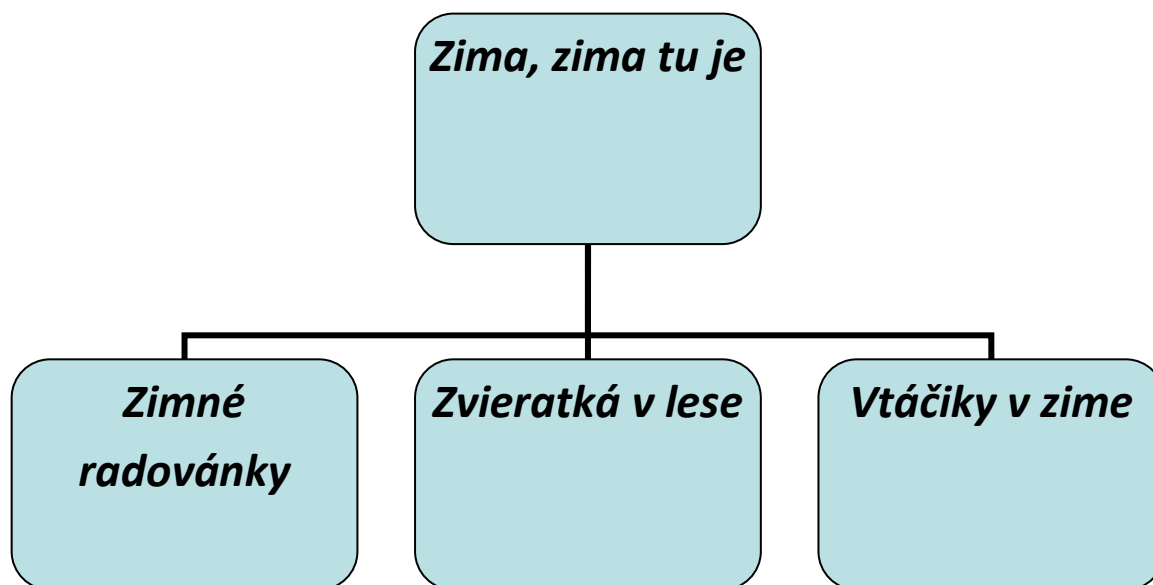 Zima, zima tu je
Zimné
radovánky
Zvieratká v lese
Vtáčiky v zime